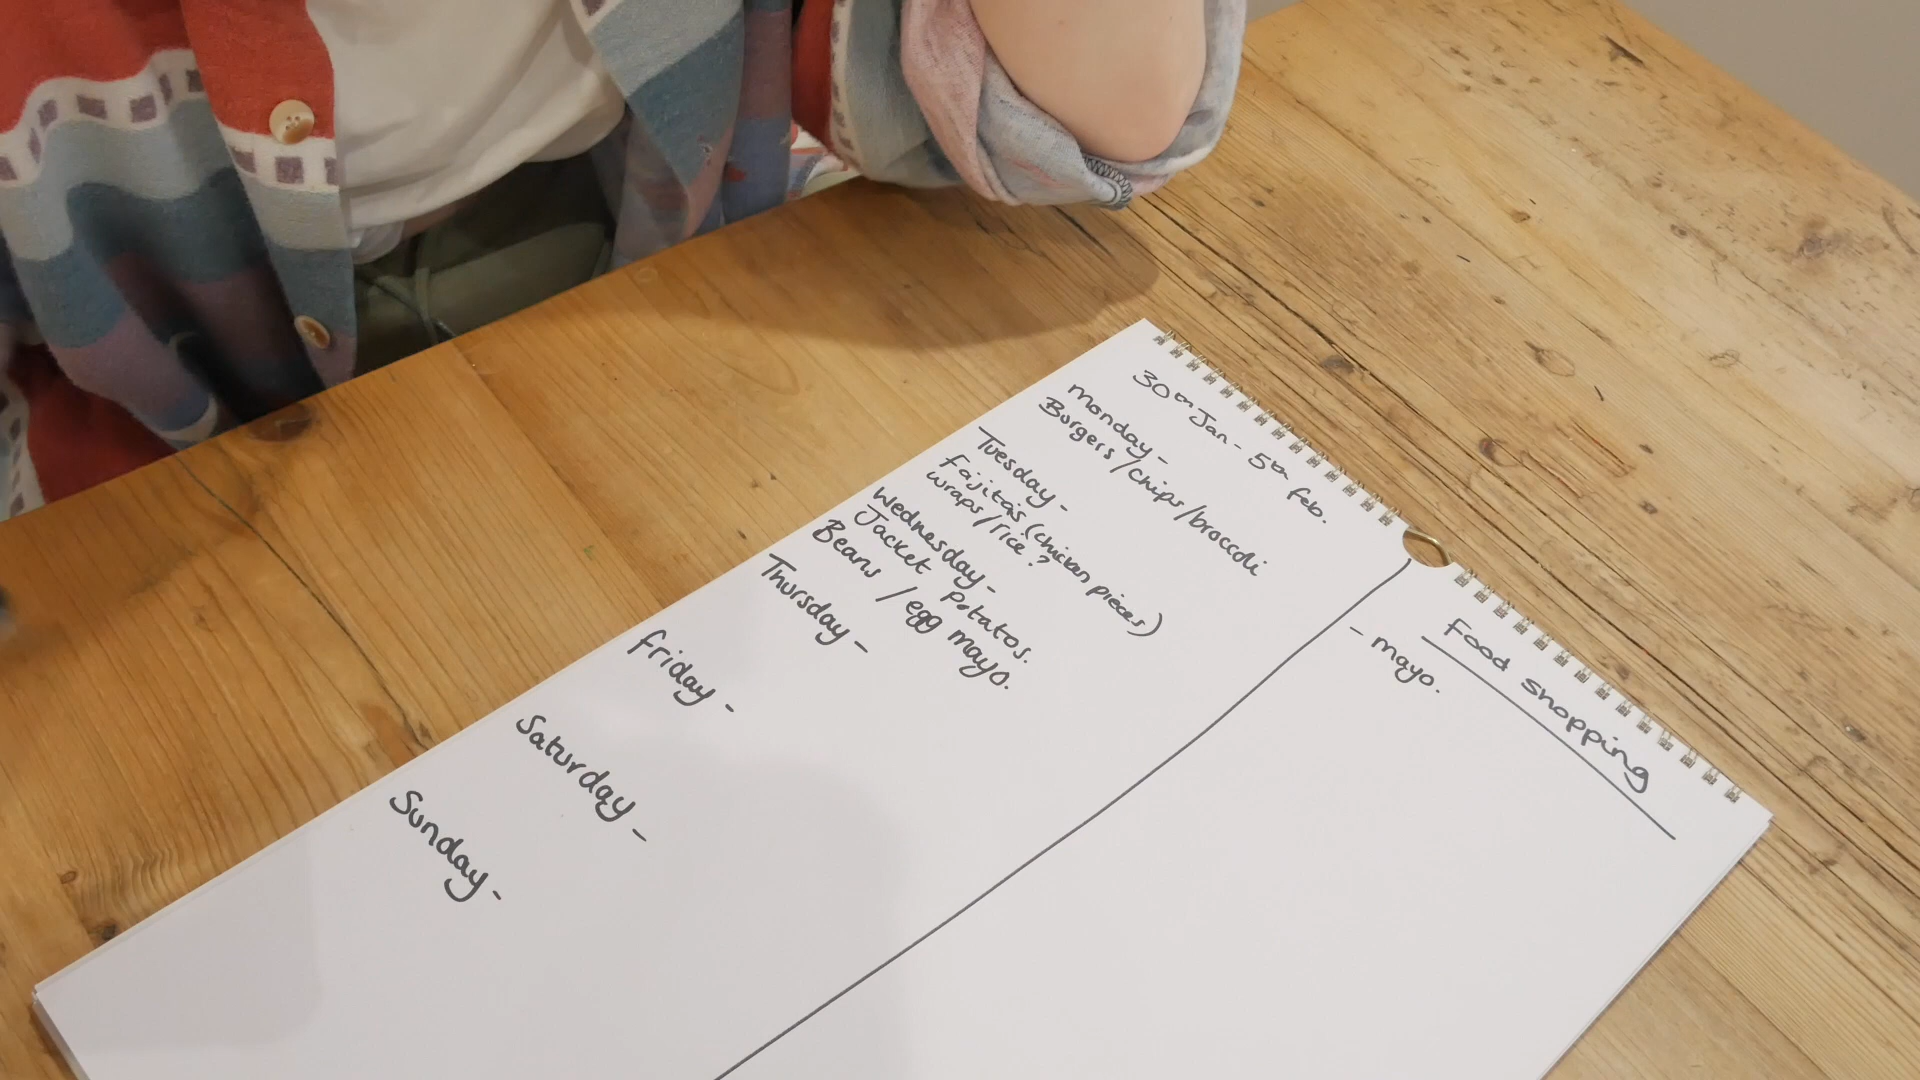 30th Jan - 5th Feb.
Monday -
Burgers / chips / broccoli
Tuesday -
Fajitas (chicken pieces)
wraps / rice ?
Wednesday -
Jacket Potatos.
Beans / egg mayo.
Thursday -
Friday -
Saturday -
Sunday -
Food Shopping
- mayo.